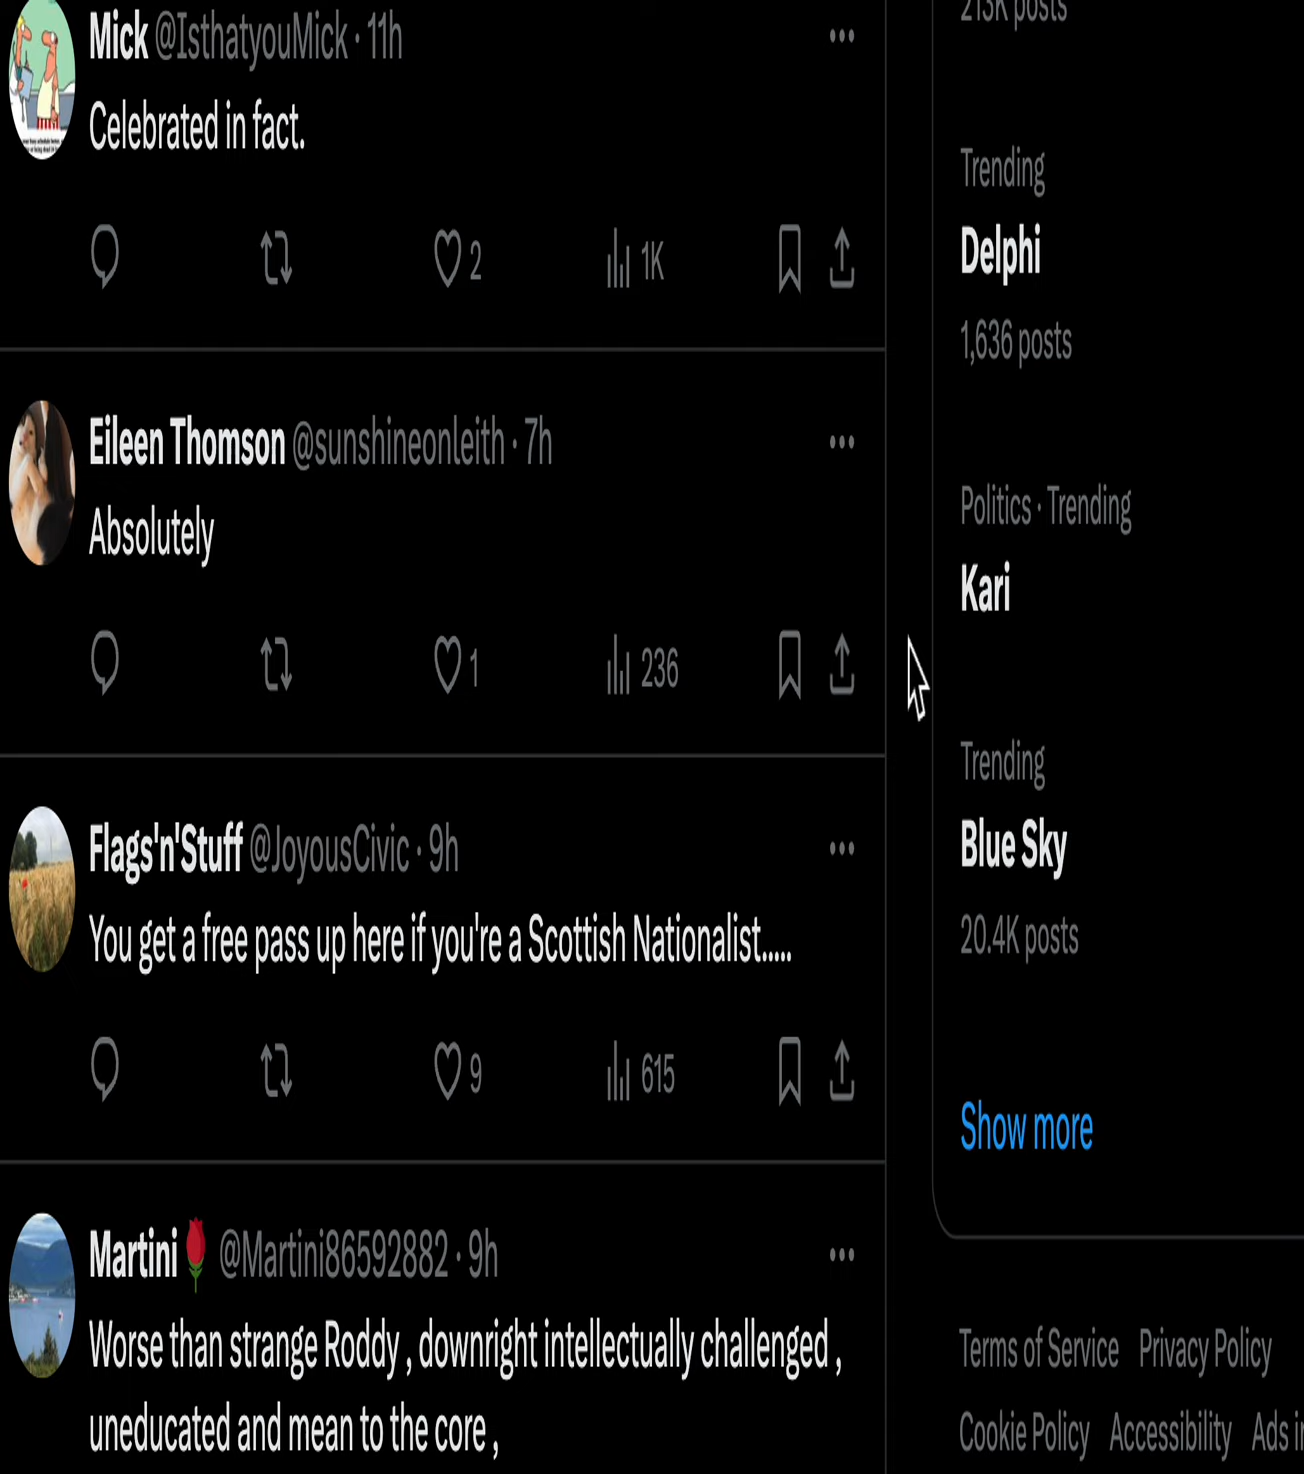 Mick @IsthatyouMick · 11h
Celebrated in fact.
2 1K
Eileen Thomson @sunshineonleith · 7h
Absolutely
1 236
Flags'n'Stuff @JoyousCivic · 9h
You get a free pass up here if you're a Scottish Nationalist.....
9 615
Martini🌹 @Martini86592882 · 9h
Worse than strange Roddy , downright intellectually challenged ,
uneducated and mean to the core ,
213K posts
Trending
Delphi
1,636 posts
Politics · Trending
Kari
Trending
Blue Sky
20.4K posts
Show more
Terms of Service Privacy Policy
Cookie Policy Accessibility Ads